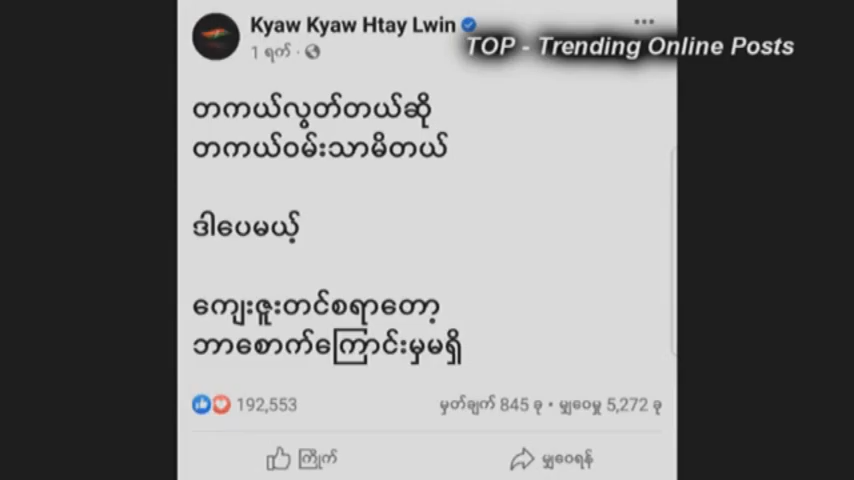 Kyaw Kyaw Htay Lwin
TOP - Trending Online Posts
1 ရက် ·
တကယ်လွတ်တယ်ဆို
တကယ်ဝမ်းသာမိတယ်
ဒါပေမယ့်
ကျေးဇူးတင်စရာတော့
ဘာစောက်ကြောင်းမှမရှိ
192,553
မှတ်ချက် 845 ခု • မျှဝေမှု 5,272 ခု
ကြိုက်
မျှဝေရန်